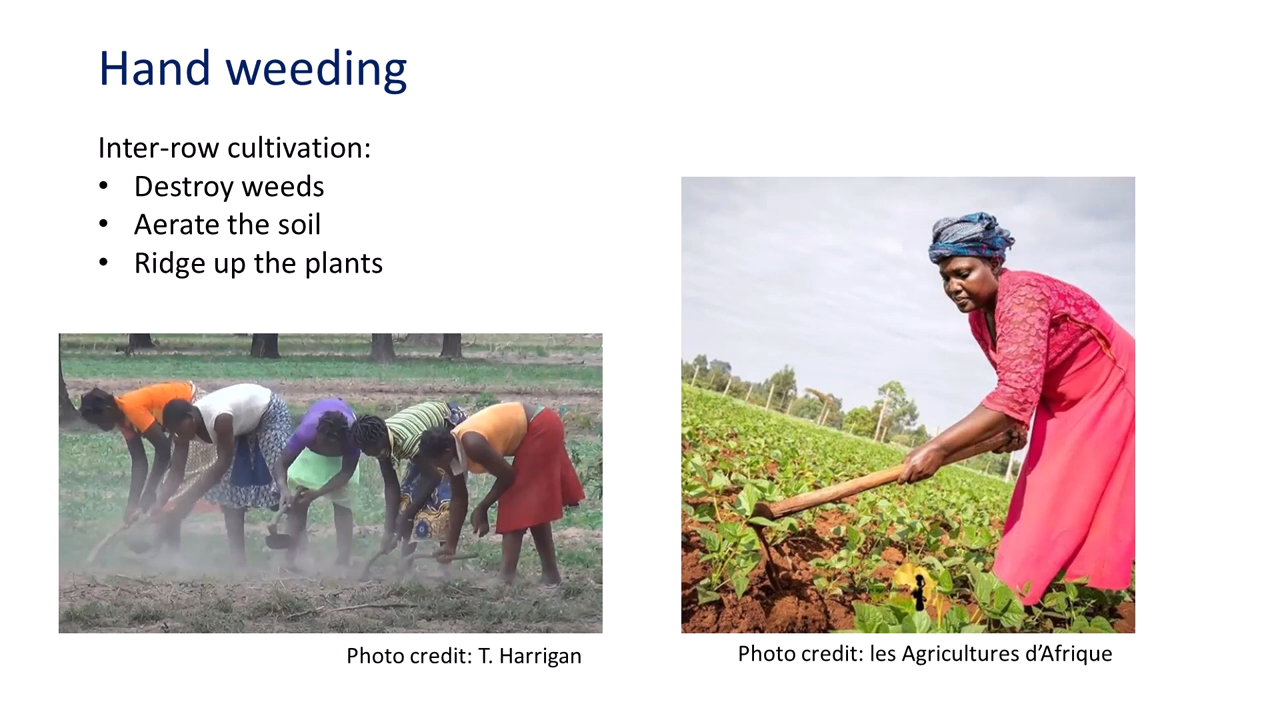 Hand weeding
Inter-row cultivation:
• Destroy weeds
• Aerate the soil
• Ridge up the plants
Photo credit: T. Harrigan
Photo credit: les Agricultures d’Afrique